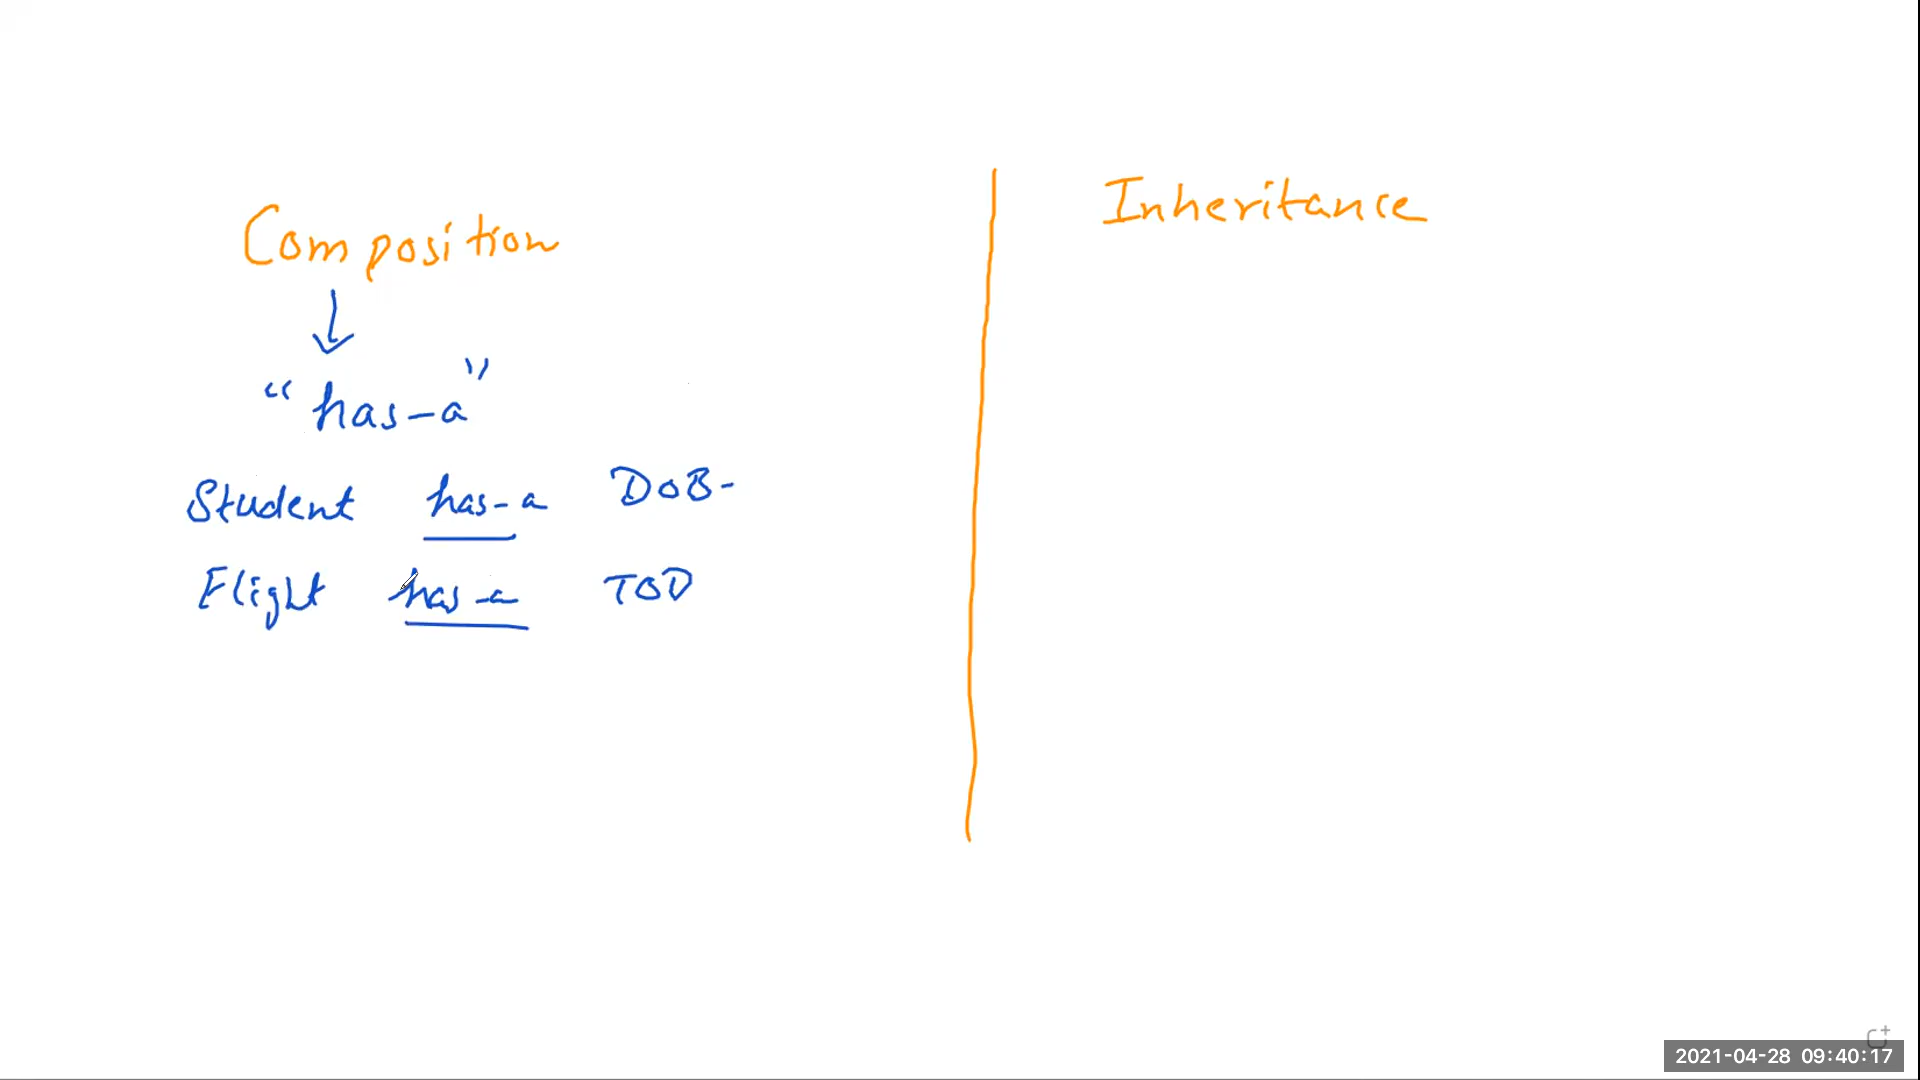 Composition
"has-a"
Student has-a DOB-
Flight has-a TOD
Inheritance
2021-04-28 09:40:17